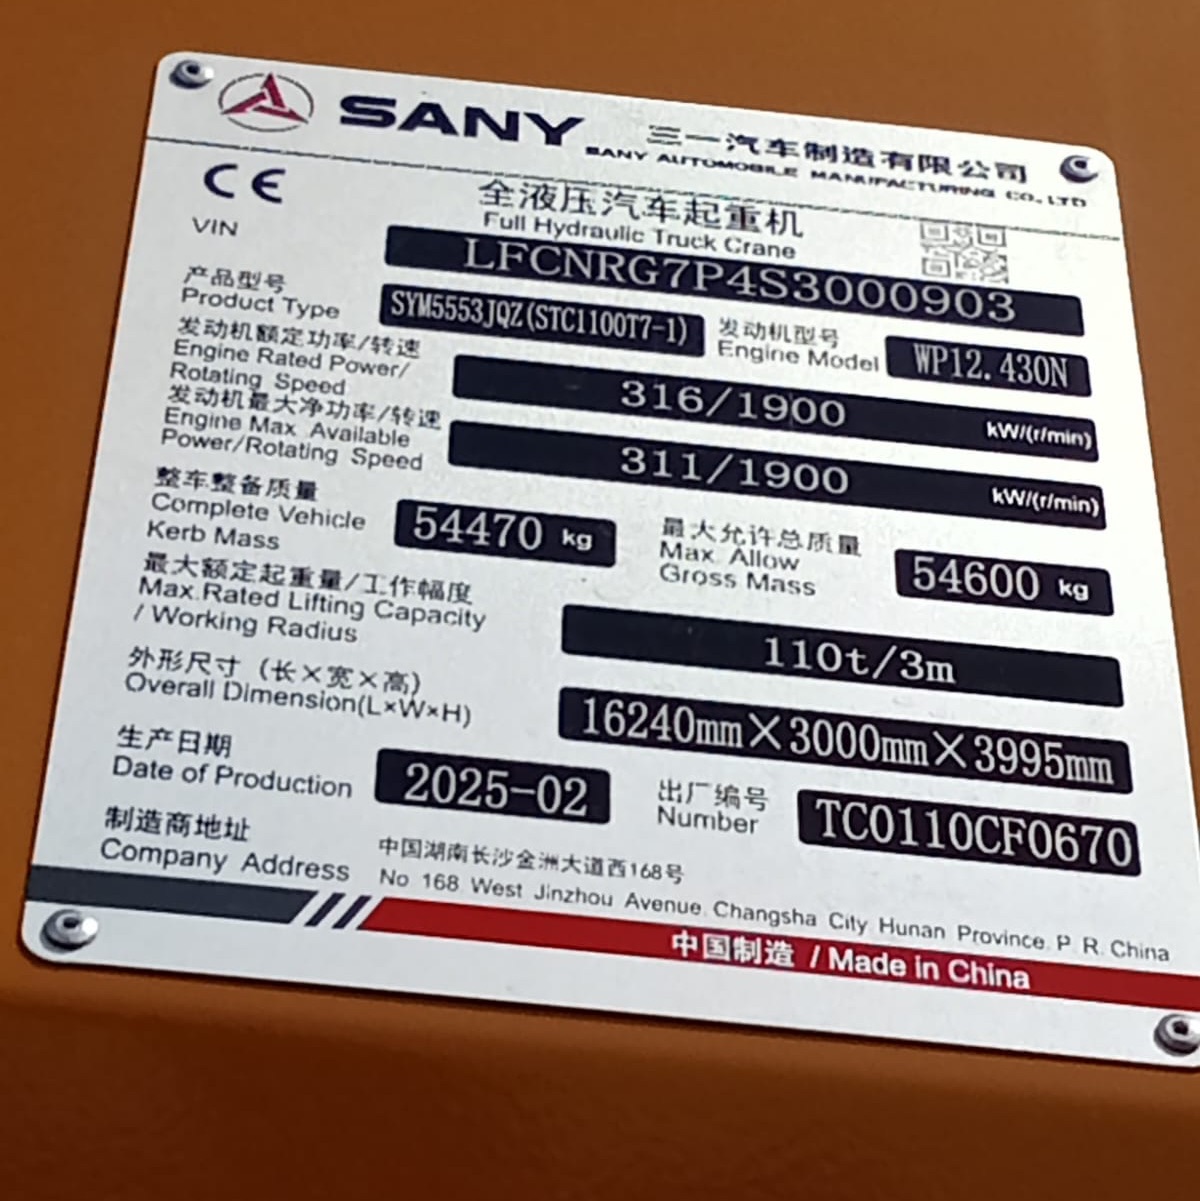 SANY 三一汽车制造有限公司
SANY AUTOMOBILE MANUFACTURING CO., LTD
CE
全液压汽车起重机
Full Hydraulic Truck Crane
VIN LFCNRG7P4S3000903
产品型号
Product Type SYM5553JQZ(STC1100T7-1)
发动机型号
Engine Model WP12.430N
发动机额定功率/转速
Engine Rated Power/
Rotating Speed 316/1900 kW/(r/min)
发动机最大净功率/转速
Engine Max Available
Power/Rotating Speed 311/1900 kW/(r/min)
整车整备质量
Complete Vehicle
Kerb Mass 54470 kg
最大允许总质量
Max. Allow
Gross Mass 54600 kg
最大额定起重量/工作幅度
Max.Rated Lifting Capacity
/ Working Radius 110t/3m
外形尺寸（长×宽×高）
Overall Dimension(L×W×H) 16240mm×3000mm×3995mm
生产日期
Date of Production 2025-02
出厂编号
Number TC0110CF0670
制造商地址
Company Address
中国湖南长沙金洲大道西168号
No 168 West Jinzhou Avenue, Changsha City Hunan Province, P. R. China
中国制造 / Made in China